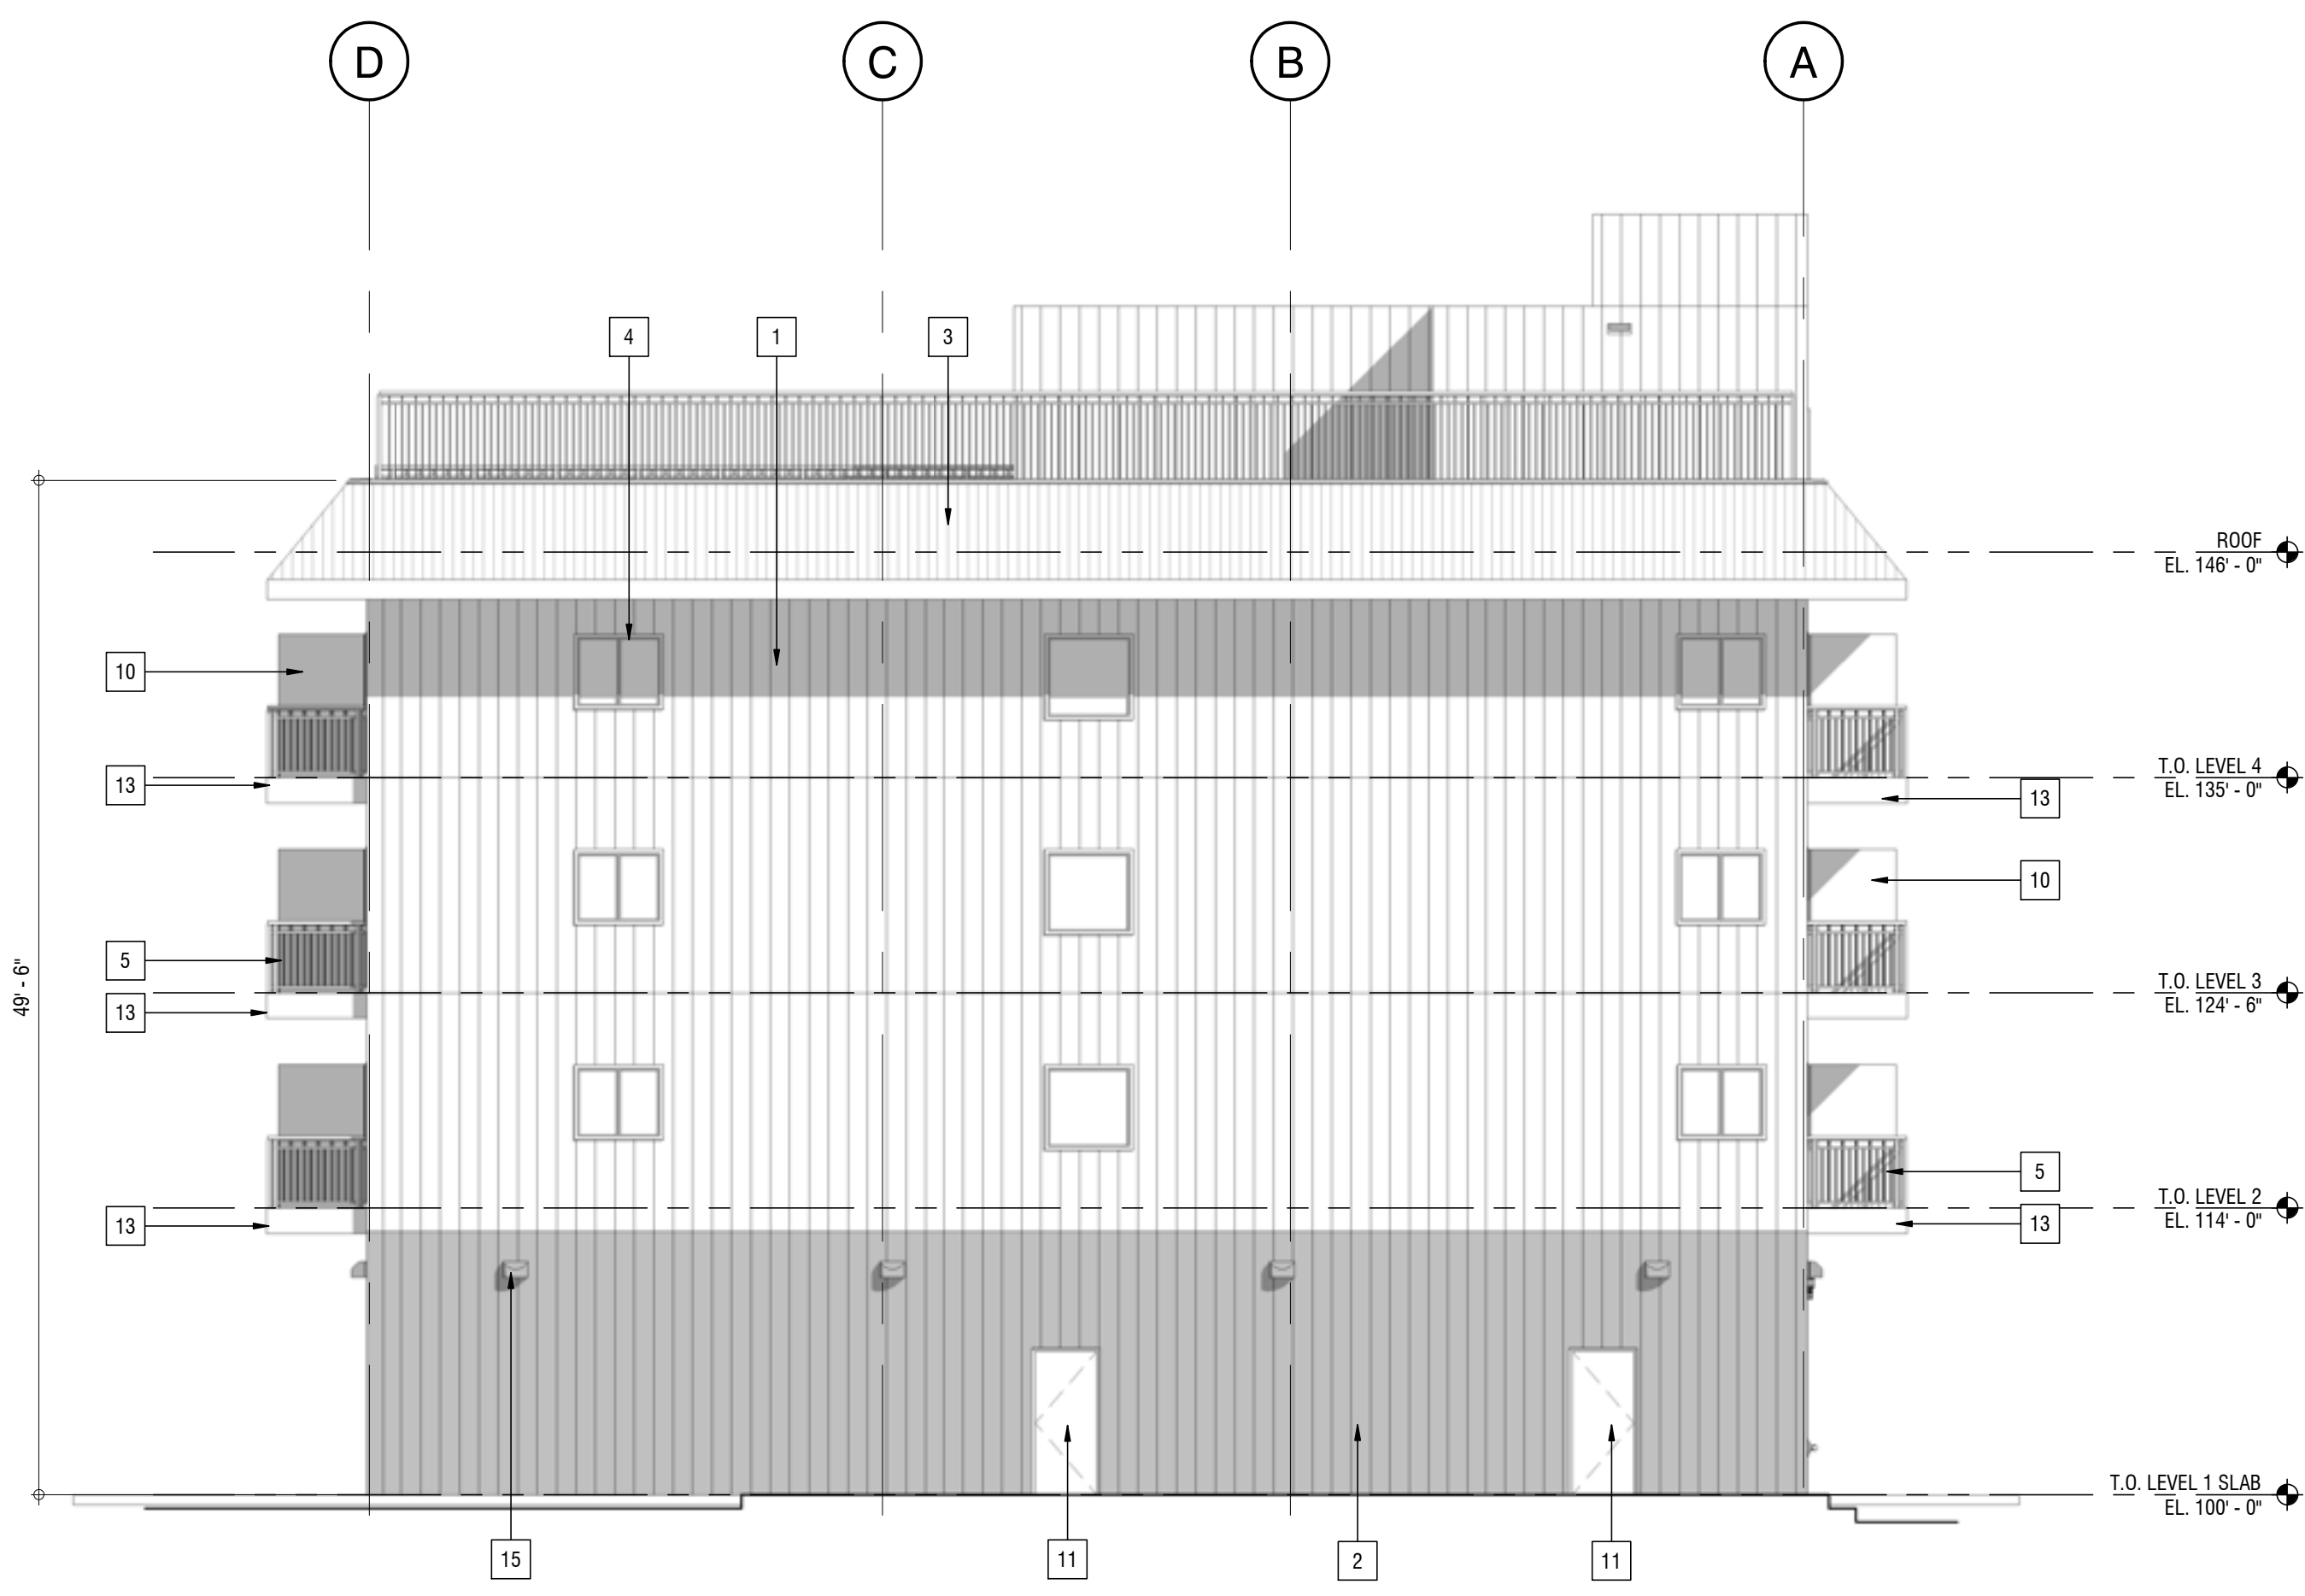 D
C
B
A
4
1
3
ROOF
EL. 146' - 0"
10
T.O. LEVEL 4
EL. 135' - 0"
13
13
10
5
49' - 6"
T.O. LEVEL 3
EL. 124' - 6"
13
5
T.O. LEVEL 2
EL. 114' - 0"
13
13
T.O. LEVEL 1 SLAB
EL. 100' - 0"
15
11
2
11